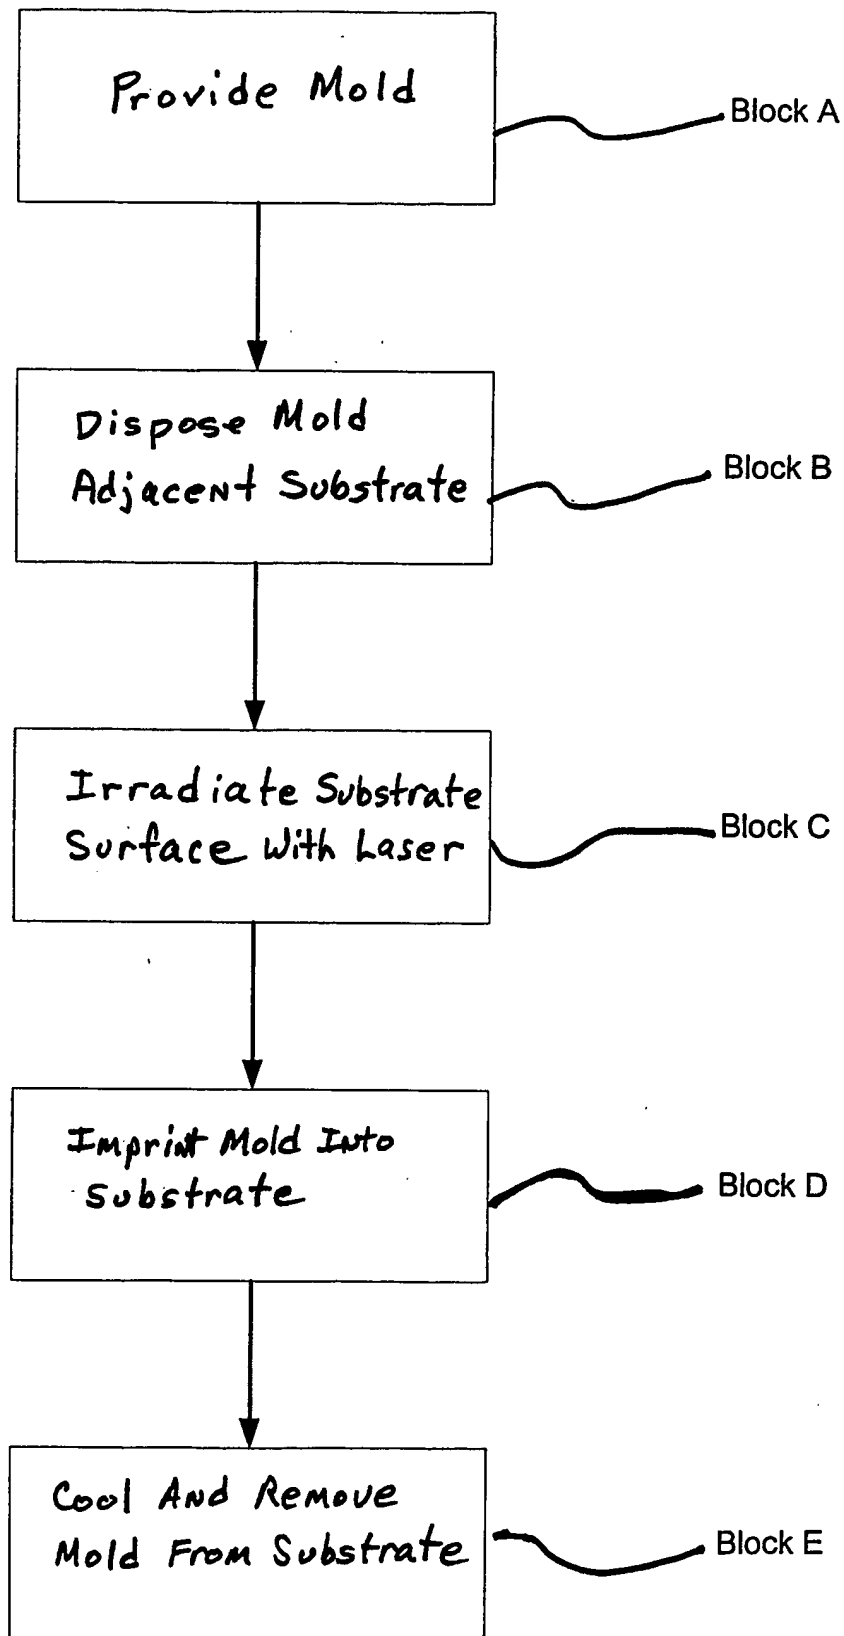 Provide Mold
Block A
Dispose Mold
Adjacent Substrate
Block B
Irradiate Substrate
Surface With Laser
Block C
Imprint Mold Into
Substrate
Block D
Cool And Remove
Mold From Substrate
Block E